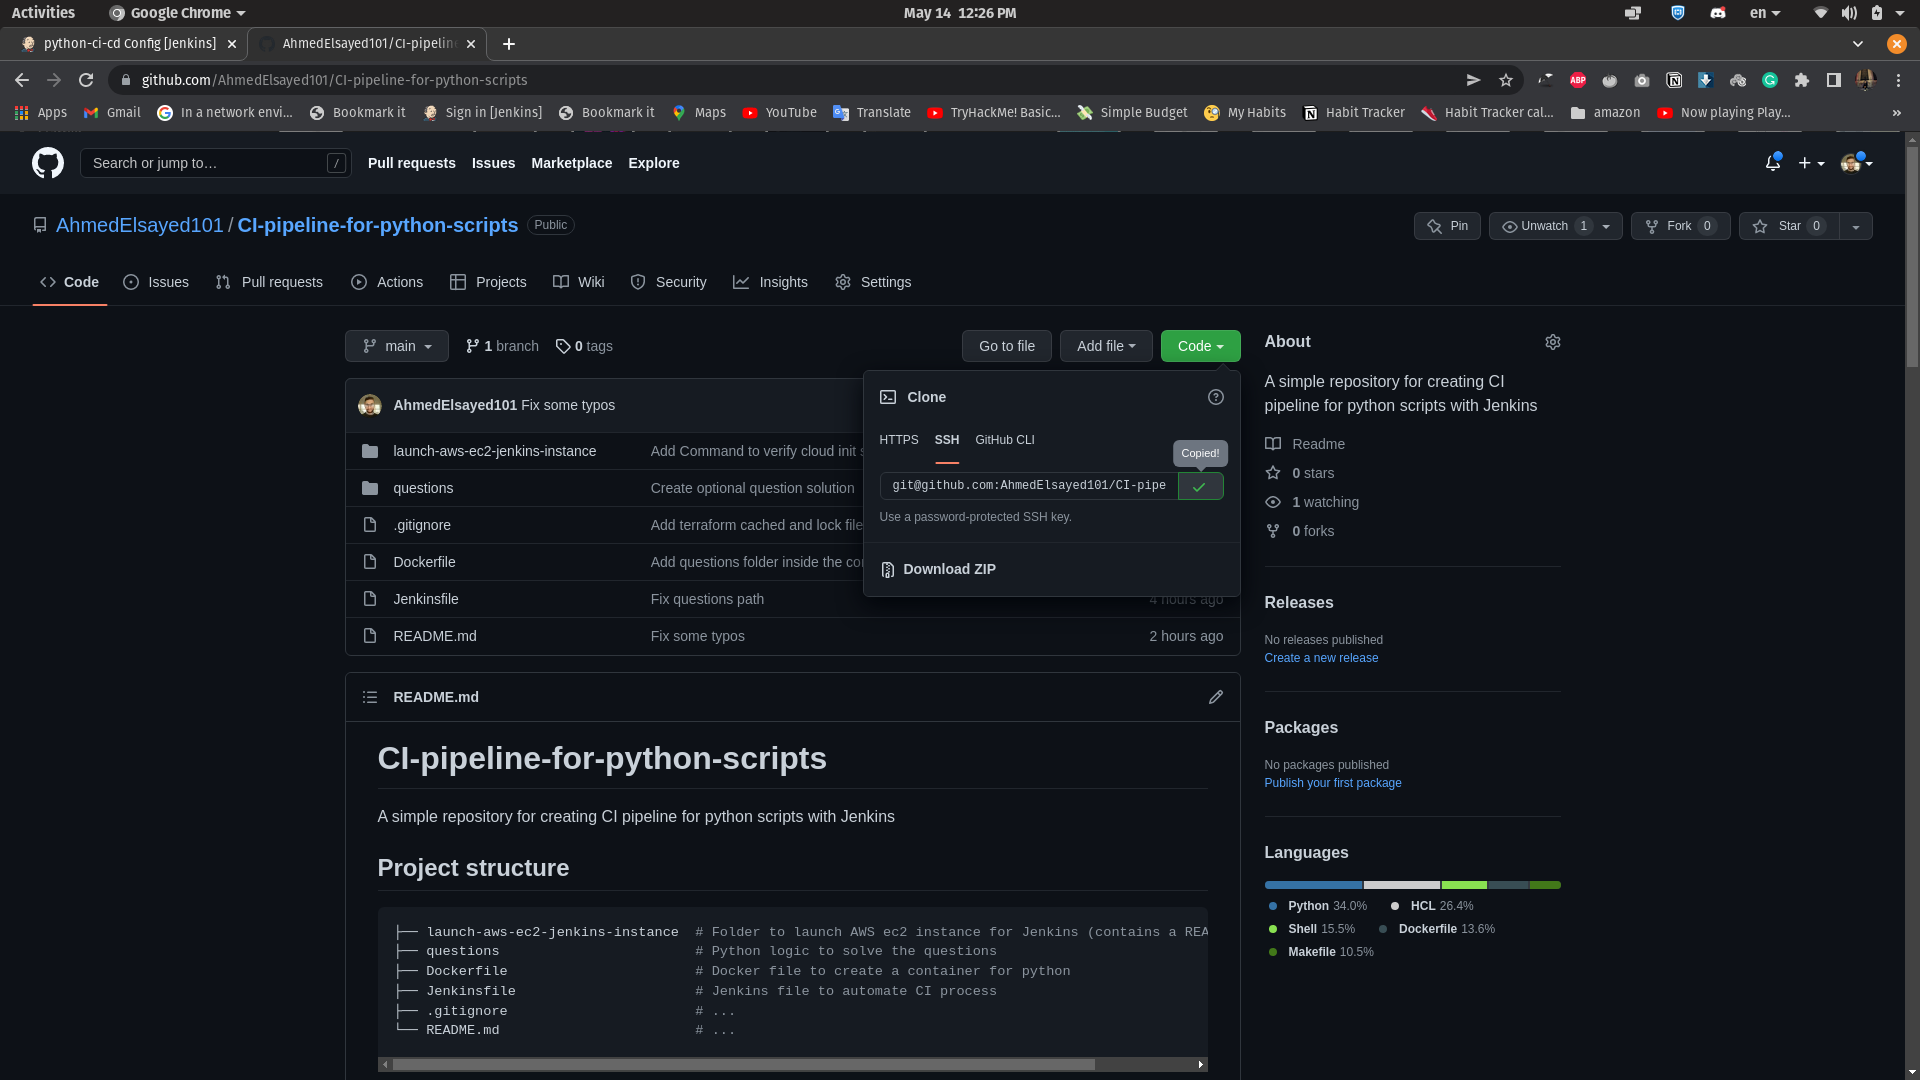 Activities
Google Chrome
May 14 12:26 PM
en
python-ci-cd Config [Jenkins]
AhmedElsayed101/CI-pipeline
github.com/AhmedElsayed101/CI-pipeline-for-python-scripts
ABP
Apps
Gmail
In a network envi...
Bookmark it
Sign in [Jenkins]
Bookmark it
Maps
YouTube
Translate
TryHackMe! Basic...
Simple Budget
My Habits
Habit Tracker
Habit Tracker cal...
amazon
Now playing Play...
»
Search or jump to…
/
Pull requests
Issues
Marketplace
Explore
AhmedElsayed101 / CI-pipeline-for-python-scripts
Public
Pin
Unwatch 1
Fork 0
Star 0
Code
Issues
Pull requests
Actions
Projects
Wiki
Security
Insights
Settings
main
1 branch
0 tags
Go to file
Add file
Code
AhmedElsayed101 Fix some typos
launch-aws-ec2-jenkins-instance
Add Command to verify cloud init s
questions
Create optional question solution
.gitignore
Add terraform cached and lock file
Dockerfile
Add questions folder inside the co
Jenkinsfile
Fix questions path
4 hours ago
README.md
Fix some typos
2 hours ago
Clone
HTTPS
SSH
GitHub CLI
Copied!
git@github.com:AhmedElsayed101/CI-pipe
Use a password-protected SSH key.
Download ZIP
README.md
CI-pipeline-for-python-scripts
A simple repository for creating CI pipeline for python scripts with Jenkins
Project structure
├── launch-aws-ec2-jenkins-instance  # Folder to launch AWS ec2 instance for Jenkins (contains a REA
├── questions                        # Python logic to solve the questions
├── Dockerfile                       # Docker file to create a container for python
├── Jenkinsfile                      # Jenkins file to automate CI process
├── .gitignore                       # ...
└── README.md                        # ...
About
A simple repository for creating CI
pipeline for python scripts with Jenkins
Readme
0 stars
1 watching
0 forks
Releases
No releases published
Create a new release
Packages
No packages published
Publish your first package
Languages
Python 34.0%
HCL 26.4%
Shell 15.5%
Dockerfile 13.6%
Makefile 10.5%